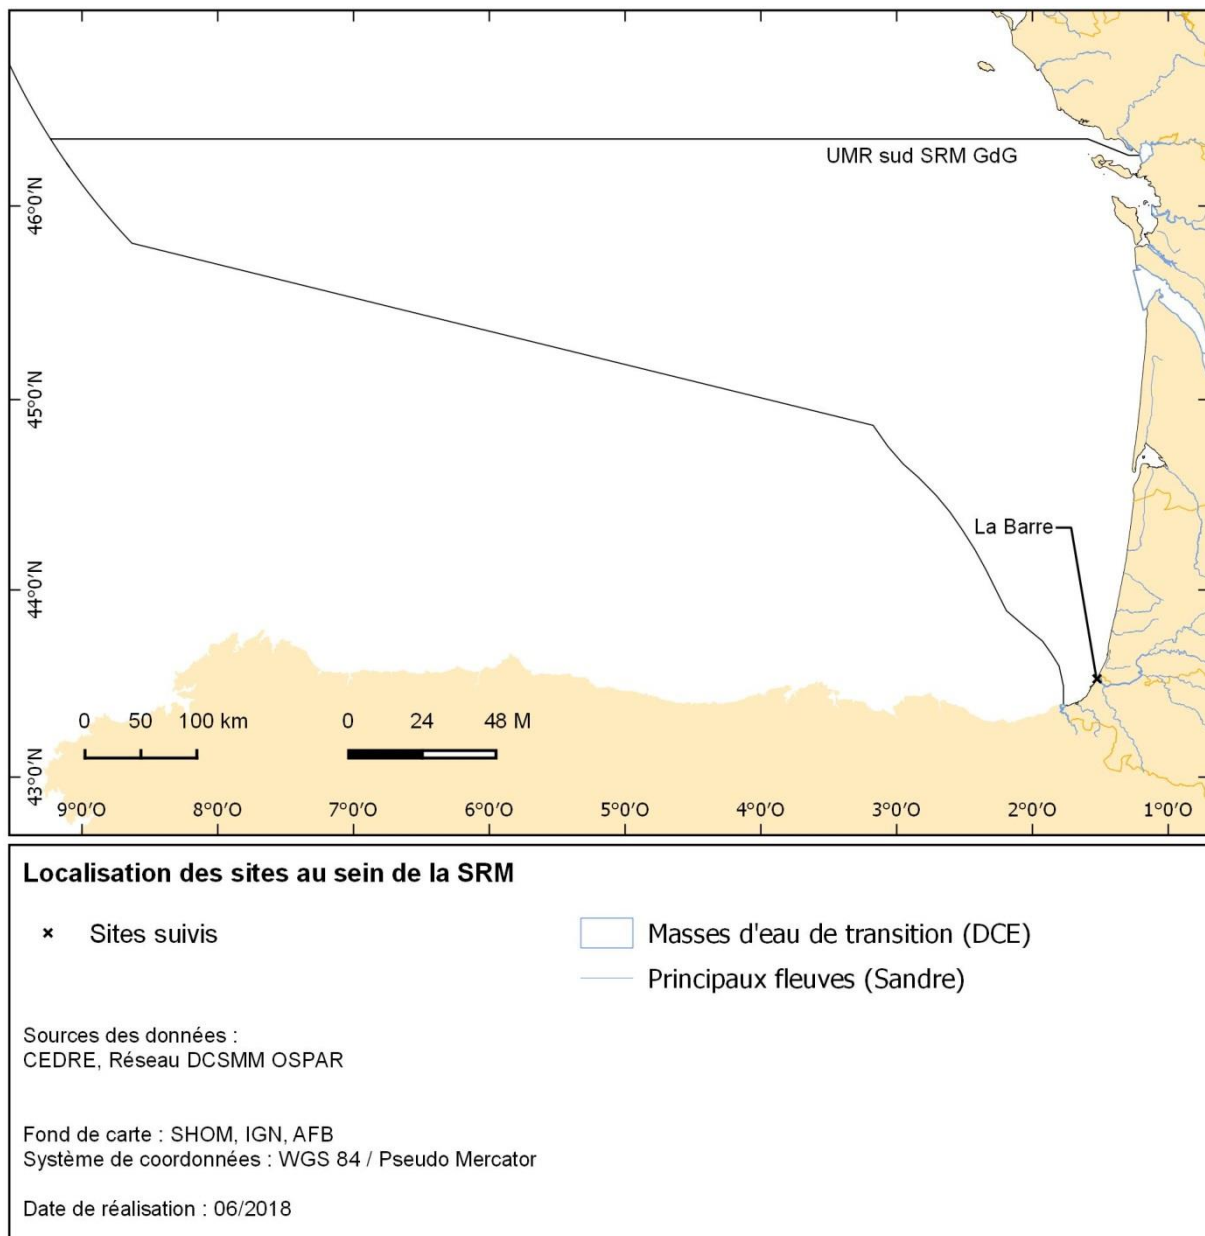 UMR sud SRM GdG
46°0'N
45°0'N
La Barre
44°0'N
0 50 100 km
0 24 48 M
43°0'N
9°0'O 8°0'O 7°0'O 6°0'O 5°0'O 4°0'O 3°0'O 2°0'O 1°0'O
Localisation des sites au sein de la SRM
Sites suivis
Masses d'eau de transition (DCE)
Principaux fleuves (Sandre)
Sources des données :
CEDRE, Réseau DCSMM OSPAR
Fond de carte : SHOM, IGN, AFB
Système de coordonnées : WGS 84 / Pseudo Mercator
Date de réalisation : 06/2018